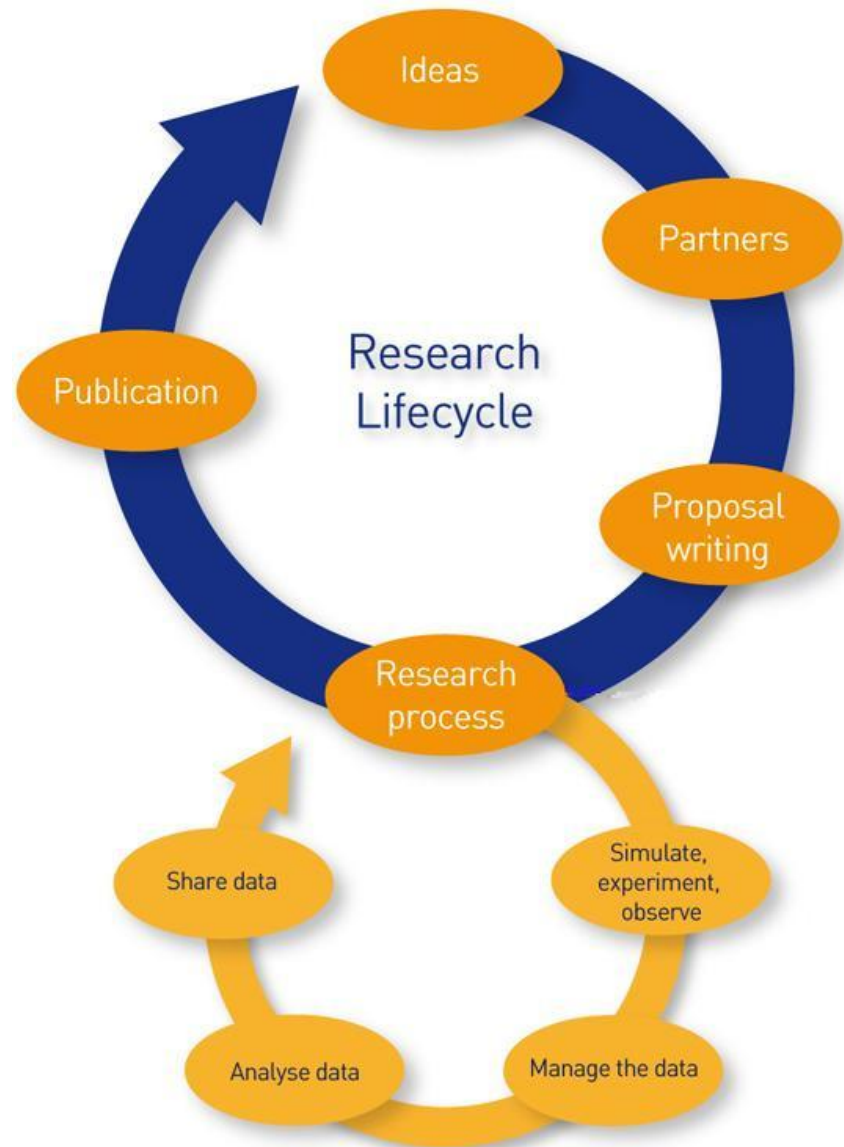 Ideas
Partners
Research
Lifecycle
Publication
Proposal
writing
Research
process
Simulate,
experiment,
observe
Share data
Manage the data
Analyse data